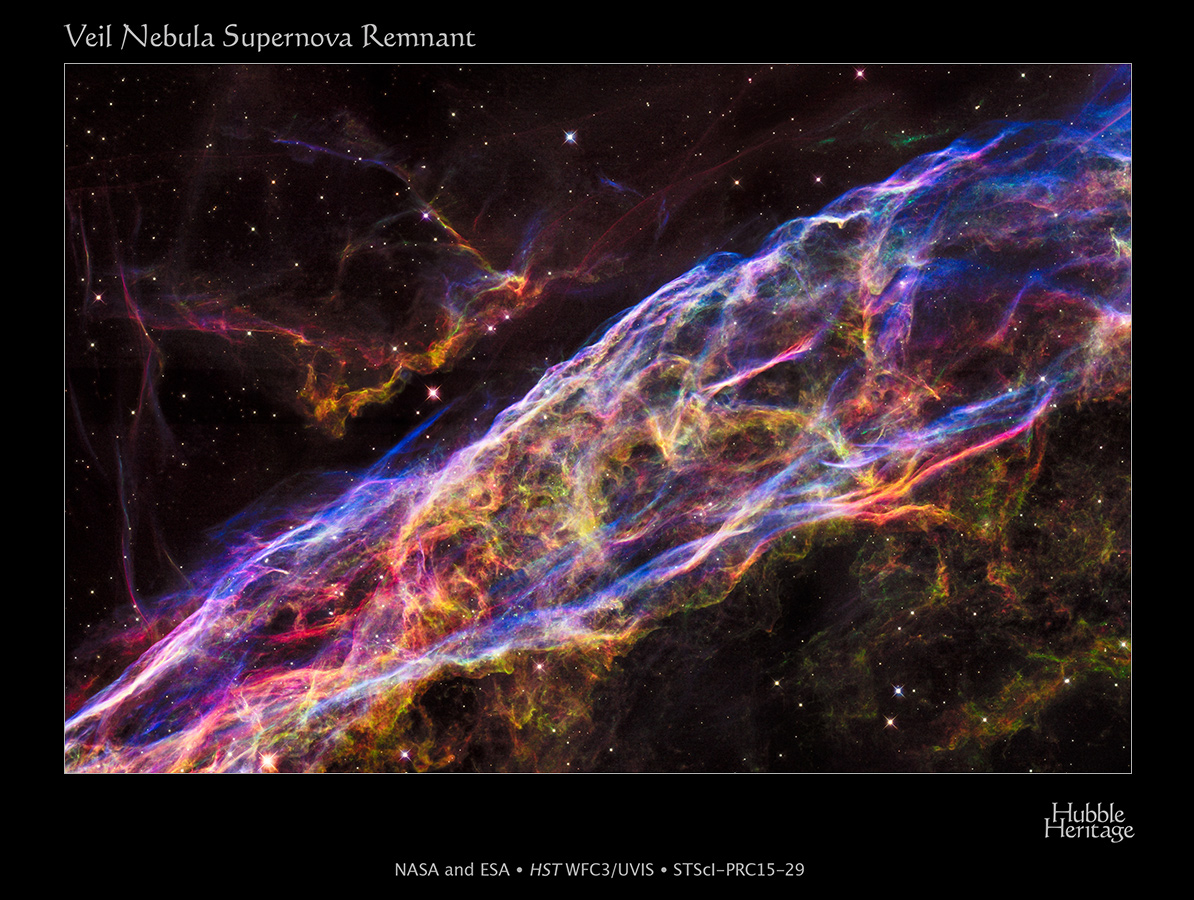 Veil Nebula Supernova Remnant
Hubble
Heritage
NASA and ESA • HST WFC3/UVIS • STScI-PRC15-29